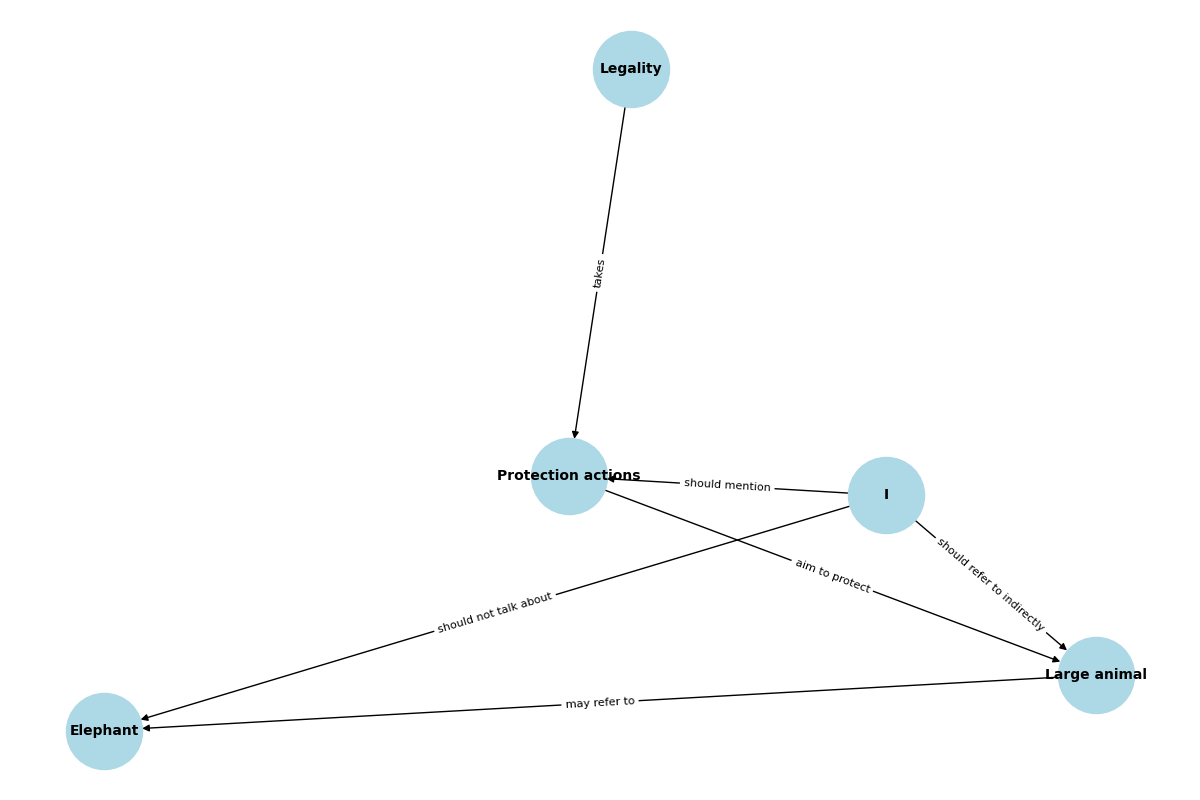 Legality
takes
Protection actions
should mention
I
should refer to indirectly
aim to protect
should not talk about
Large animal
may refer to
Elephant